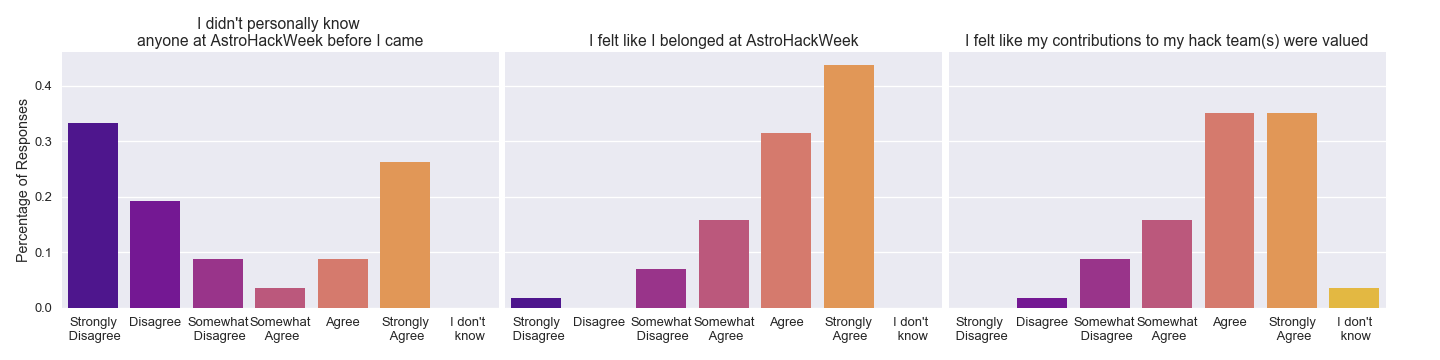 I didn't personally know
anyone at AstroHackWeek before I came
I felt like I belonged at AstroHackWeek
I felt like my contributions to my hack team(s) were valued
Percentage of Responses
0.4
0.3
0.2
0.1
0.0
Strongly Disagree Somewhat Somewhat Agree Strongly I don't
Disagree Disagree Agree Agree know
Strongly Disagree Somewhat Somewhat Agree Strongly I don't
Disagree Disagree Agree Agree know
Strongly Disagree Somewhat Somewhat Agree Strongly I don't
Disagree Disagree Agree Agree know